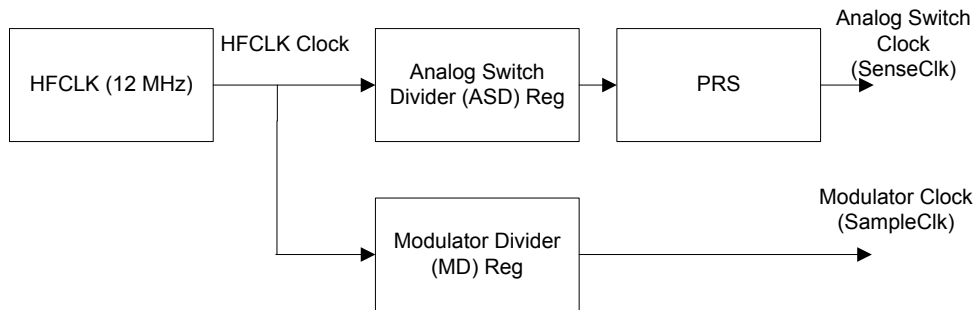 HFCLK (12 MHz)
HFCLK Clock
Analog Switch
Divider (ASD) Reg
PRS
Analog Switch
Clock
(SenseClk)
Modulator Divider
(MD) Reg
Modulator Clock
(SampleClk)